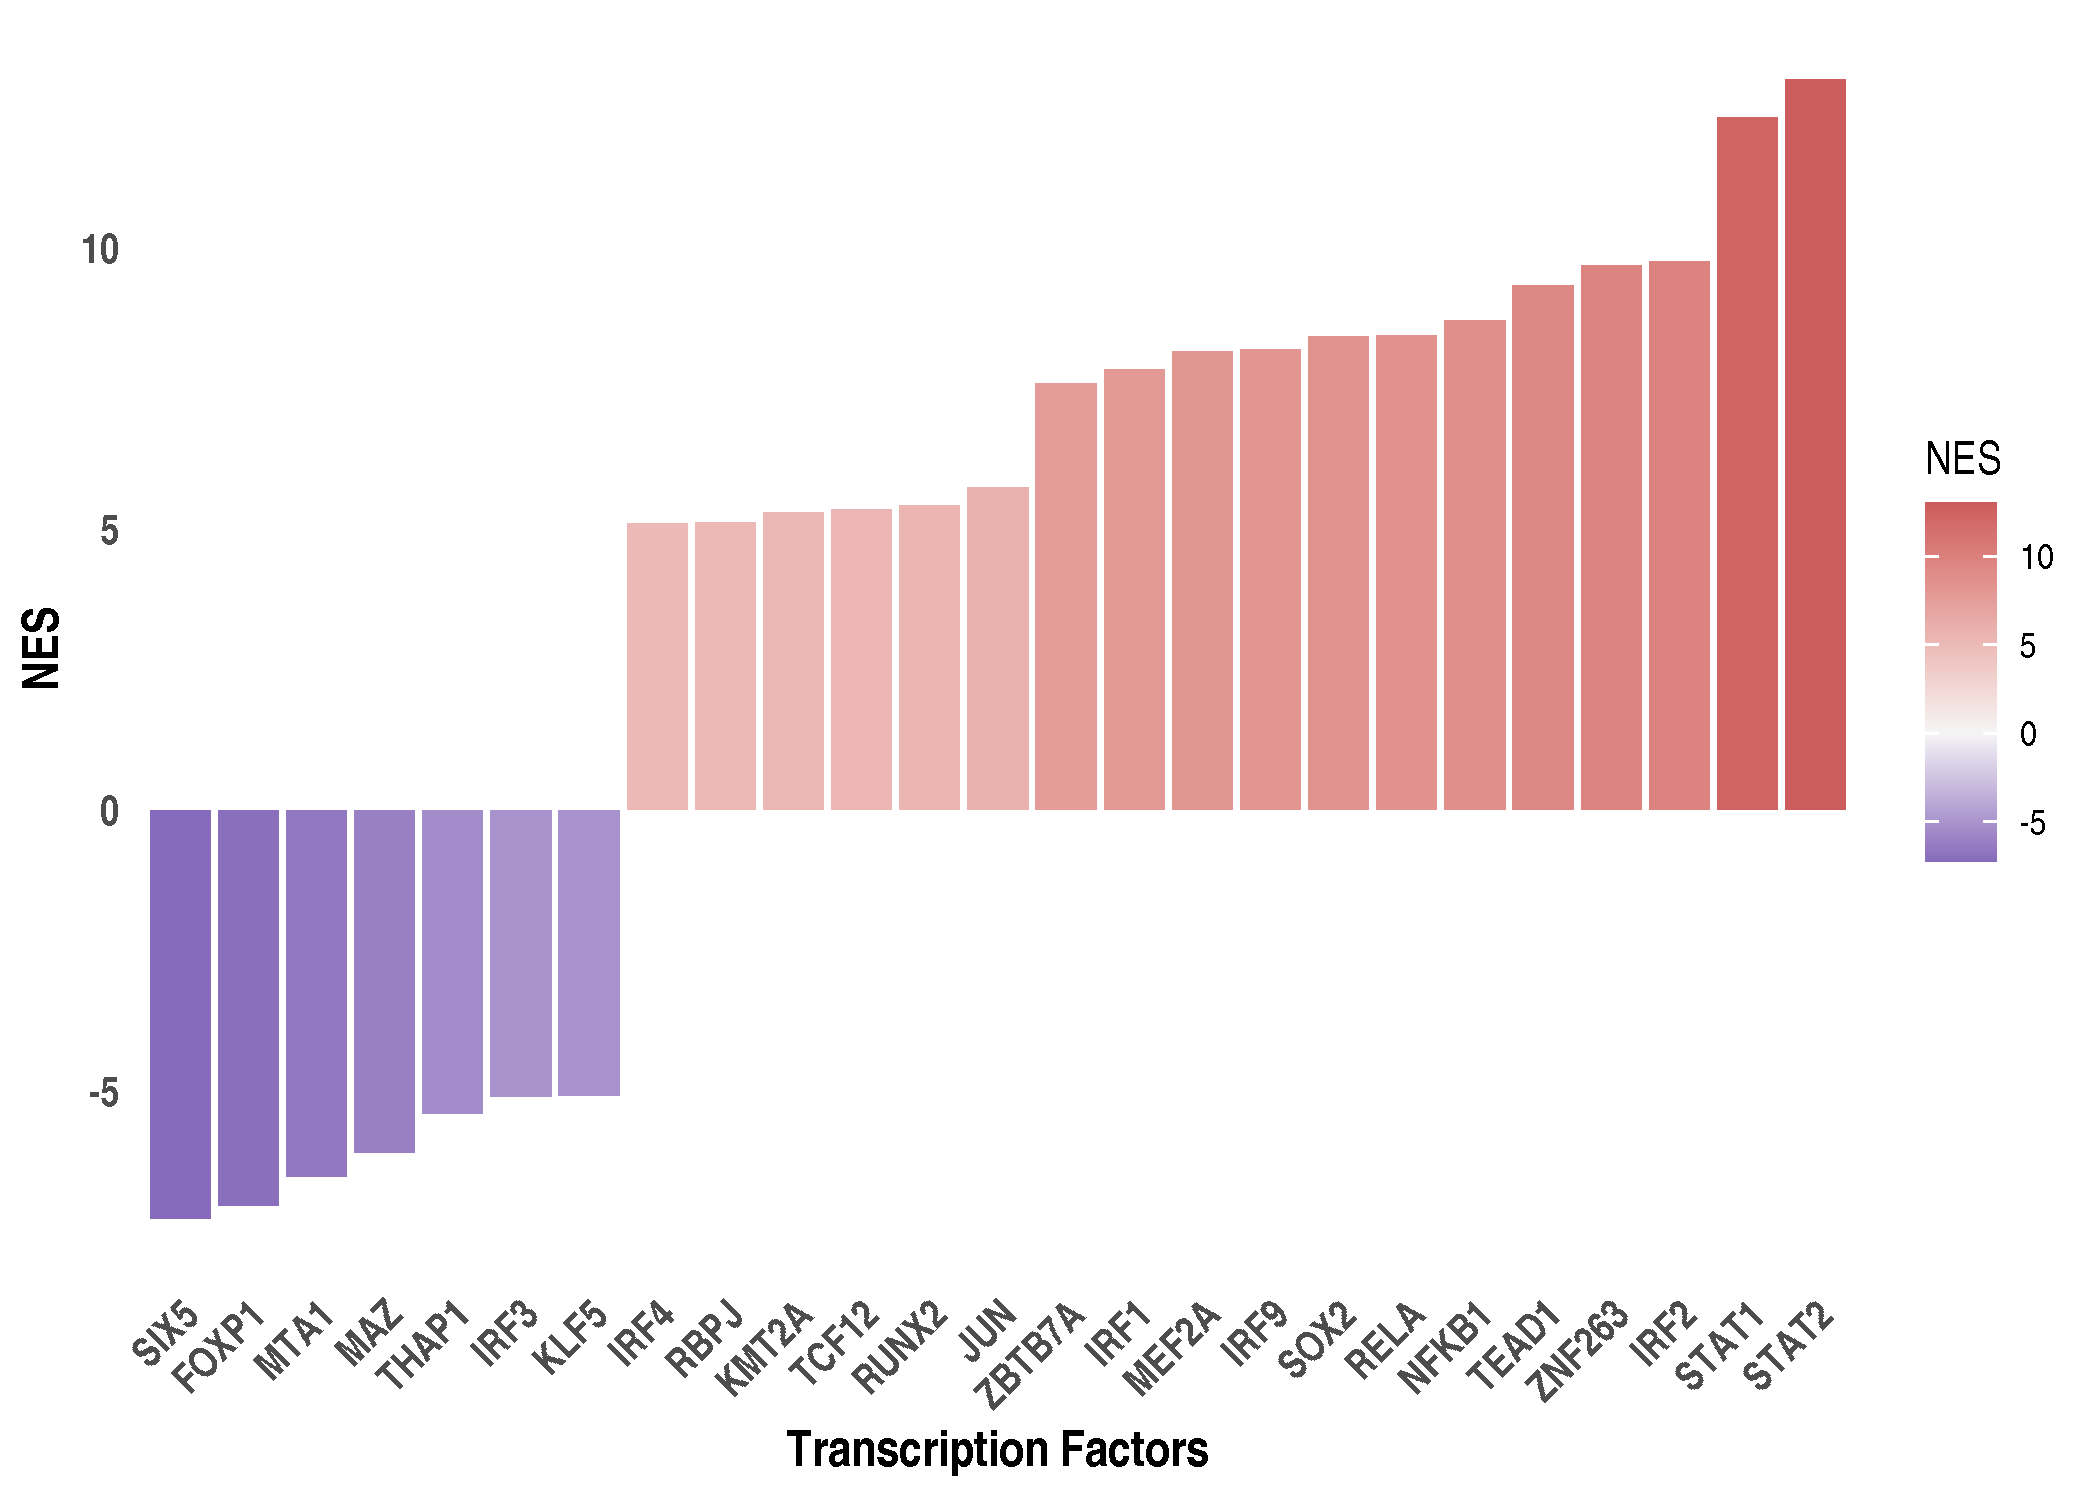 10
5
0
-5
NES
SIX5
FOXP1
MTA1
MAZ
THAP1
IRF3
KLF5
IRF4
RBPJ
KMT2A
TCF12
RUNX2
JUN
ZBTB7A
IRF1
MEF2A
IRF9
SOX2
RELA
NFKB1
TEAD1
ZNF263
IRF2
STAT1
STAT2
Transcription Factors
NES
10
5
0
-5